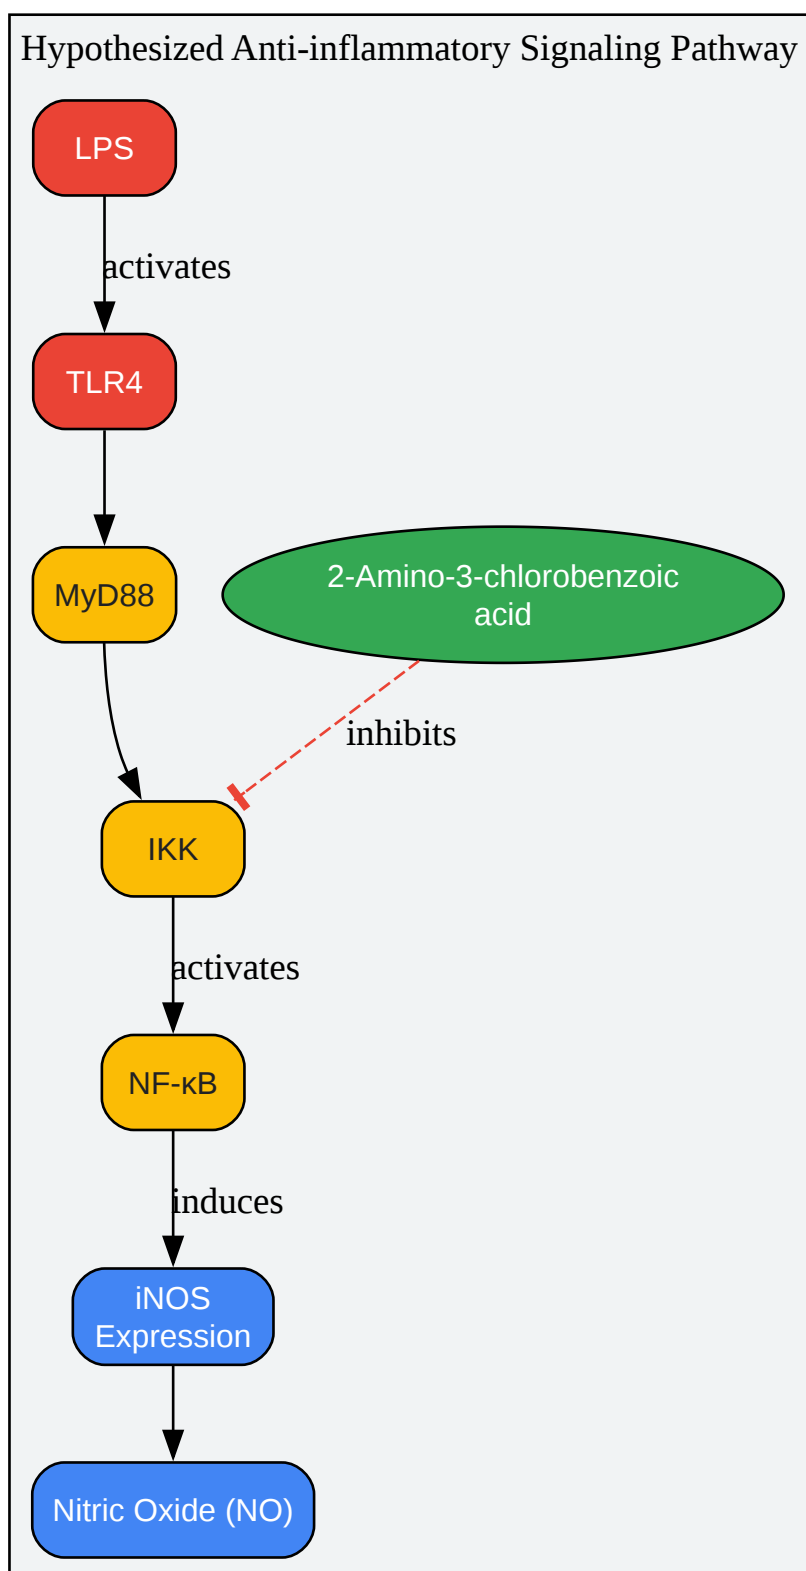 Hypothesized Anti-inflammatory Signaling Pathway
LPS
activates
TLR4
MyD88
2-Amino-3-chlorobenzoic
acid
inhibits
IKK
activates
NF-κB
induces
iNOS
Expression
Nitric Oxide (NO)